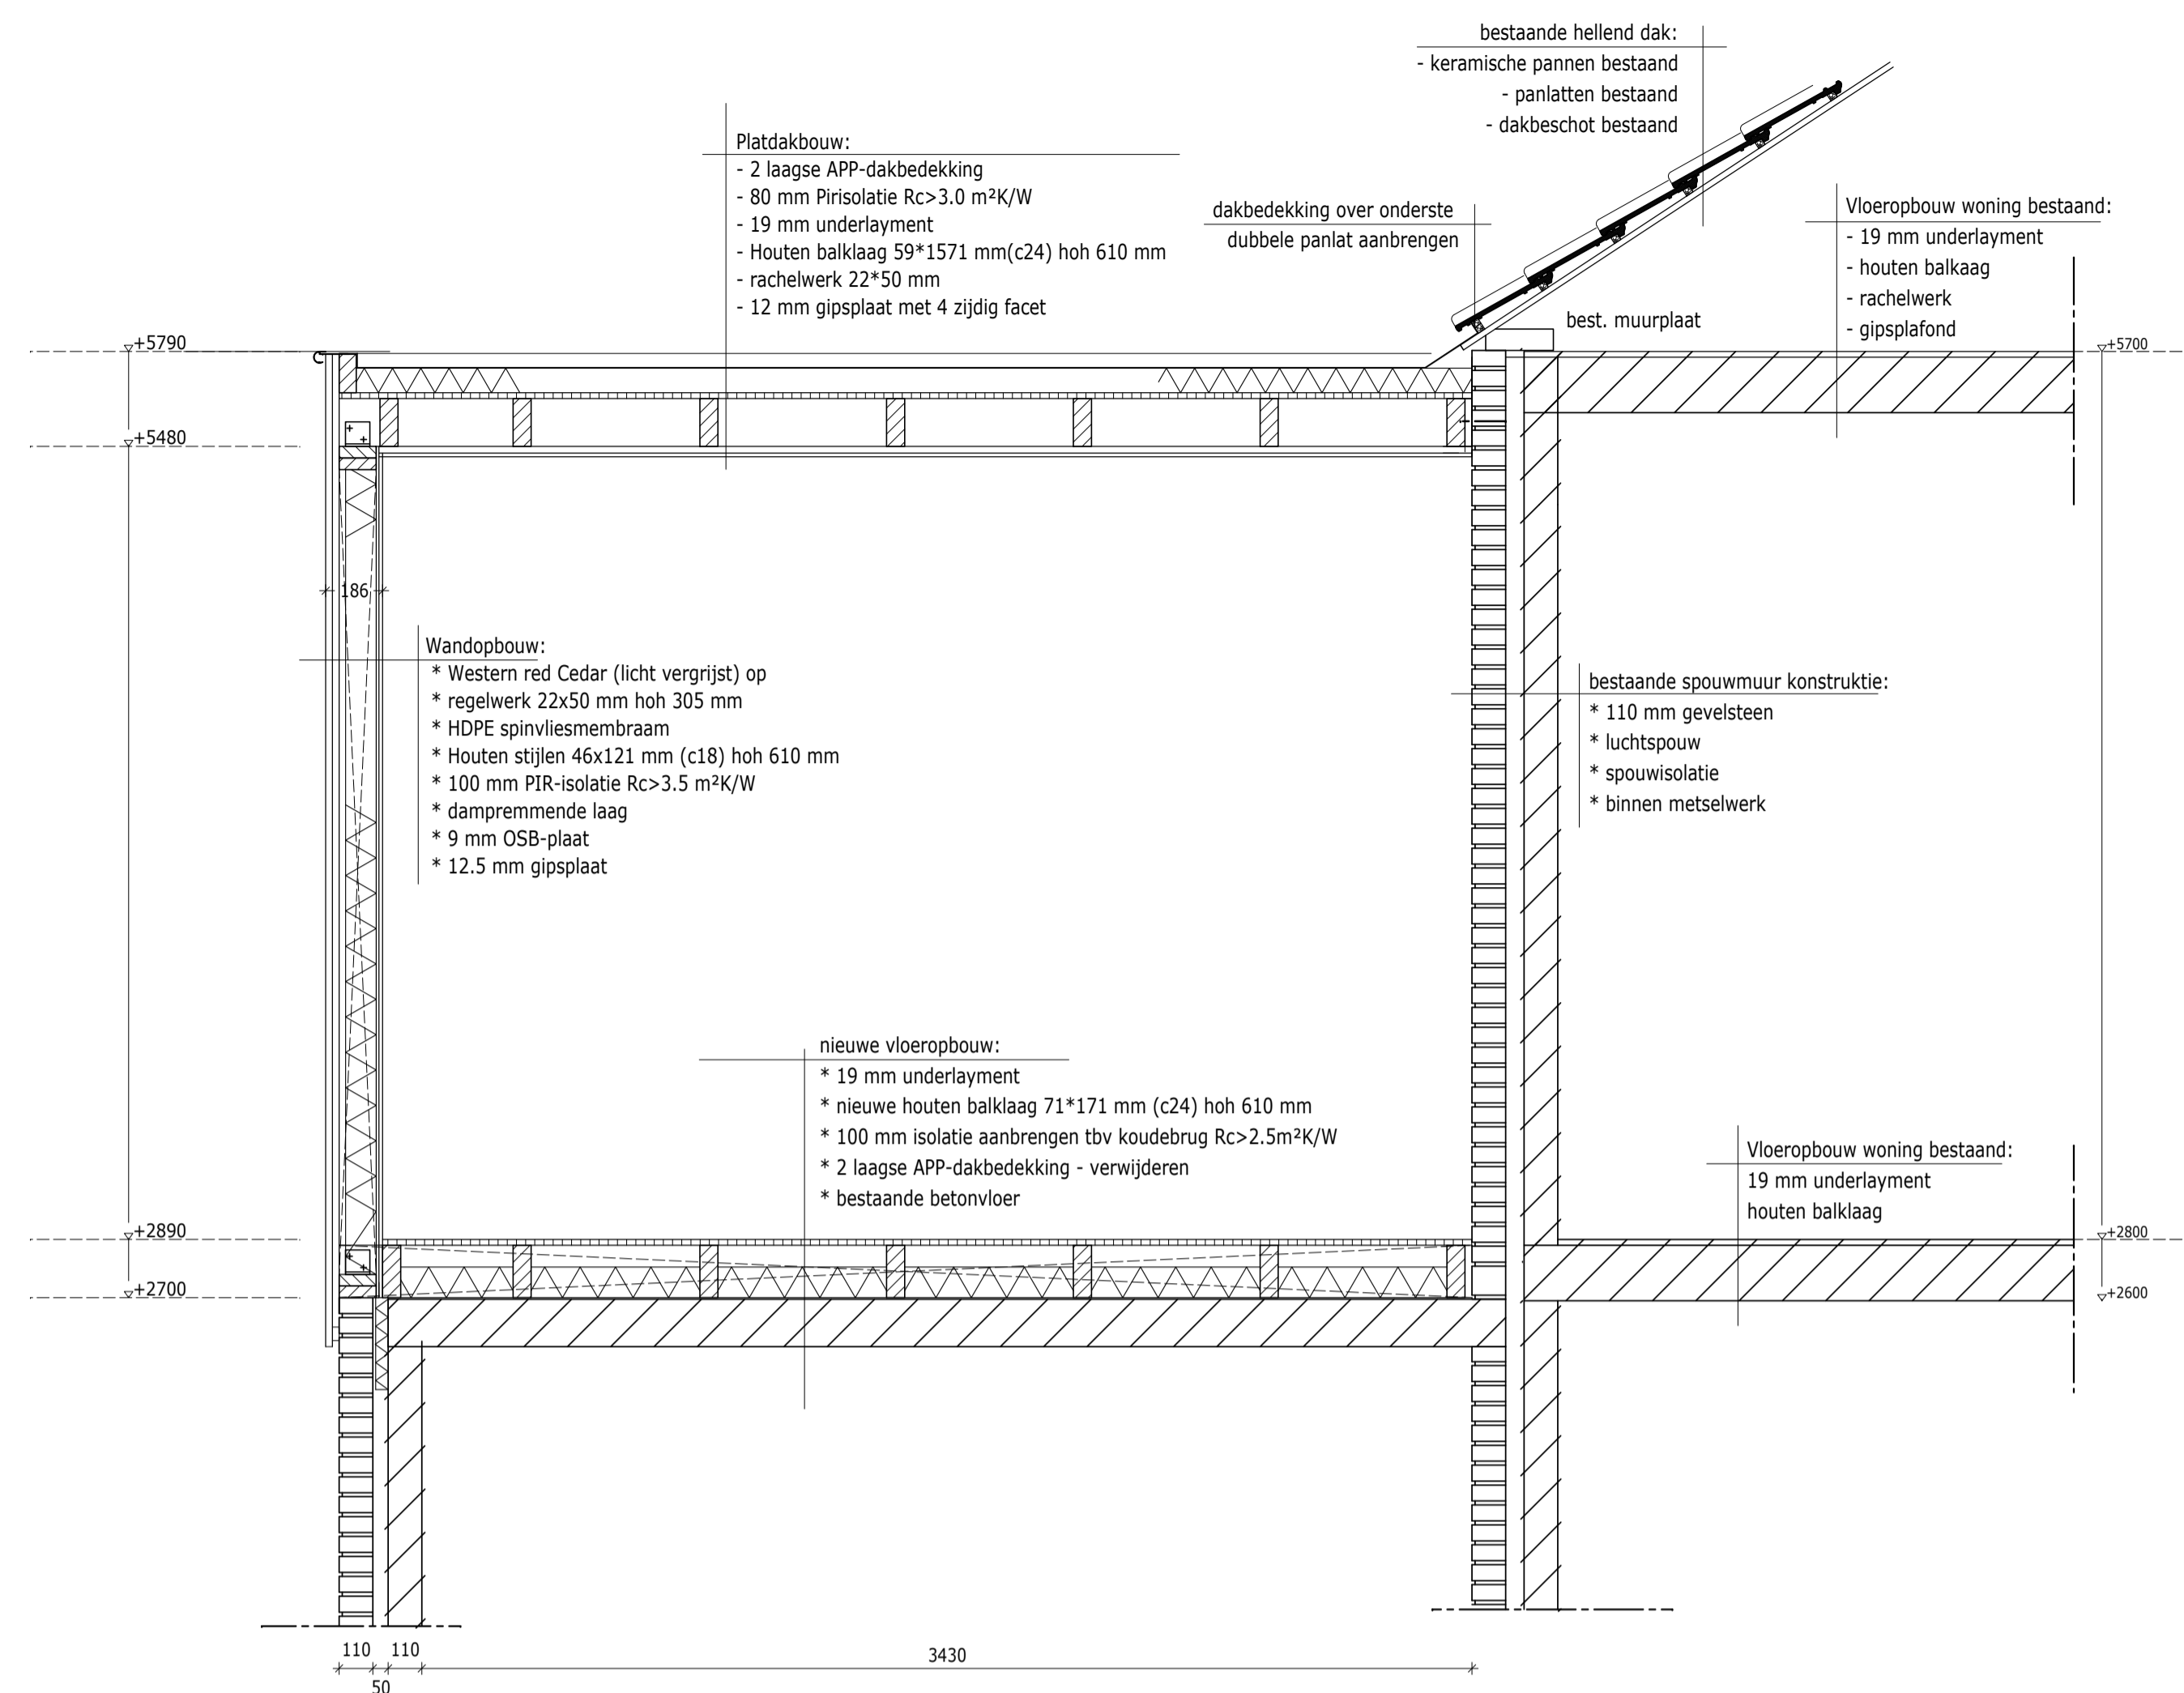 bestaande hellend dak:
- keramische pannen bestaand
- panlatten bestaand
- dakbeschot bestaand
Platdakbouw:
- 2 laagse APP-dakbedekking
- 80 mm Pirisolatie Rc>3.0 m²K/W
- 19 mm underlayment
- Houten balklaag 59*1571 mm(c24) hoh 610 mm
- rachelwerk 22*50 mm
- 12 mm gipsplaat met 4 zijdig facet
dakbedekking over onderste
dubbele panlat aanbrengen
Vloeropbouw woning bestaand:
- 19 mm underlayment
- houten balkaag
- rachelwerk
- gipsplafond
best. muurplaat
+5790
+5700
+5480
186
Wandopbouw:
* Western red Cedar (licht vergrijst) op
* regelwerk 22x50 mm hoh 305 mm
* HDPE spinvliesmembraam
* Houten stijlen 46x121 mm (c18) hoh 610 mm
* 100 mm PIR-isolatie Rc>3.5 m²K/W
* dampremmende laag
* 9 mm OSB-plaat
* 12.5 mm gipsplaat
bestaande spouwmuur konstruktie:
* 110 mm gevelsteen
* luchtspouw
* spouwisolatie
* binnen metselwerk
nieuwe vloeropbouw:
* 19 mm underlayment
* nieuwe houten balklaag 71*171 mm (c24) hoh 610 mm
* 100 mm isolatie aanbrengen tbv koudebrug Rc>2.5m²K/W
* 2 laagse APP-dakbedekking - verwijderen
* bestaande betonvloer
Vloeropbouw woning bestaand:
19 mm underlayment
houten balklaag
+2890
+2800
+2700
+2600
110
110
3430
50